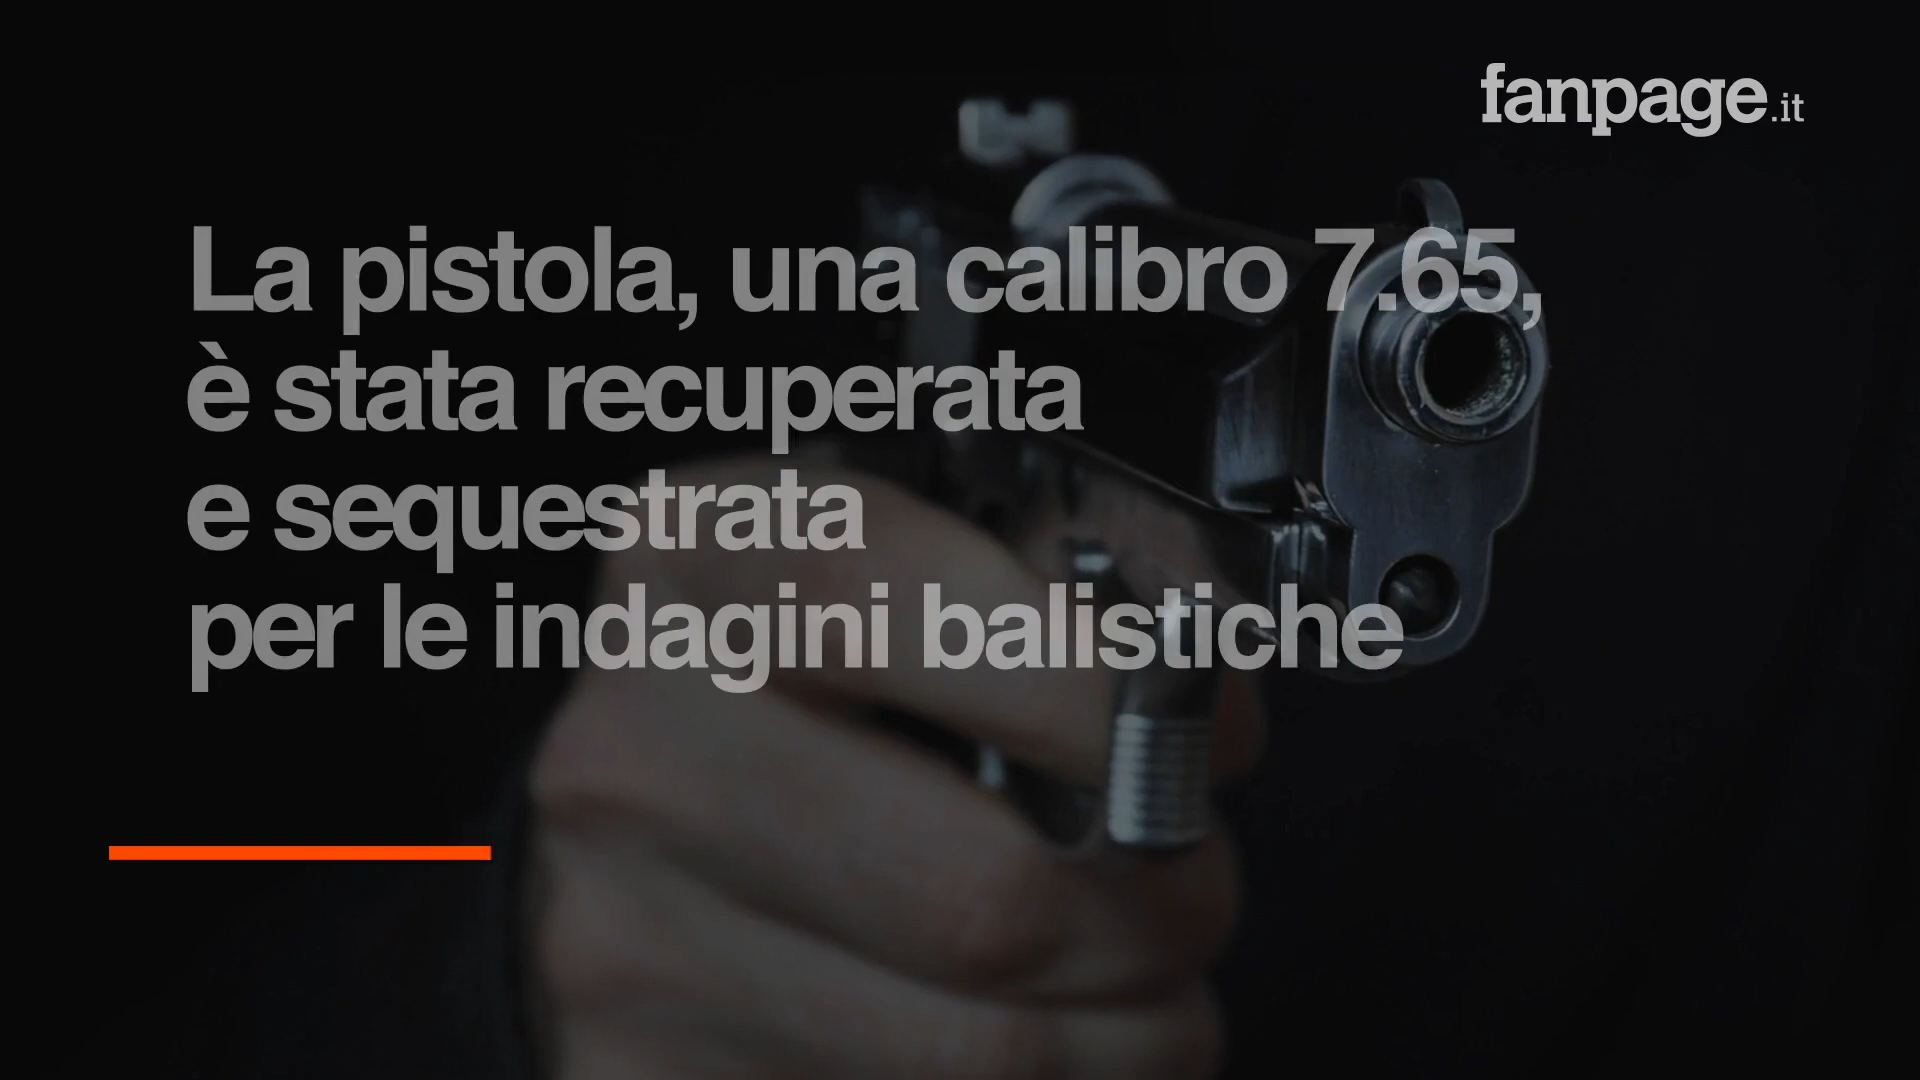 fanpage.it
La pistola, una calibro 7.65,
è stata recuperata
e sequestrata
per le indagini balistiche